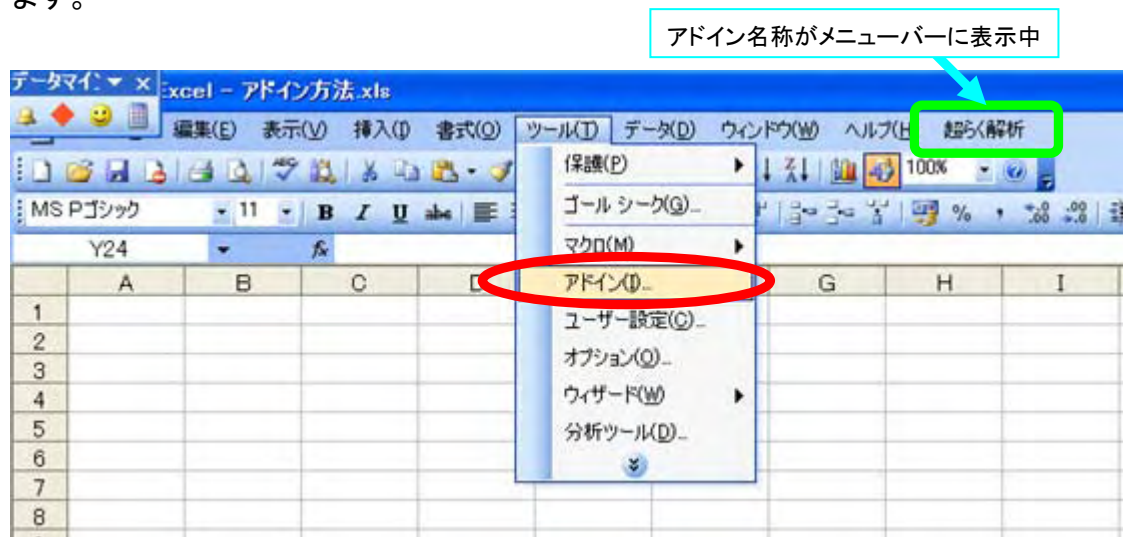 ます。
アドイン名称がメニューバーに表示中
データマイ
Excel - アドイン方法.xls
編集(E) 表示(V) 挿入(I) 書式(O) ツール(T) データ(D) ウィンドウ(W) ヘルプ(H 超らく解析
100%
MS Pゴシック 11 B I U abc % , .0 .00 .00 .0
Y24 fx
A B C D G H I
保護(P)
ゴール シーク(G)...
マクロ(M)
アドイン(I)...
ユーザー設定(C)...
オプション(O)...
ウィザード(W)
分析ツール(D)...
1
2
3
4
5
6
7
8